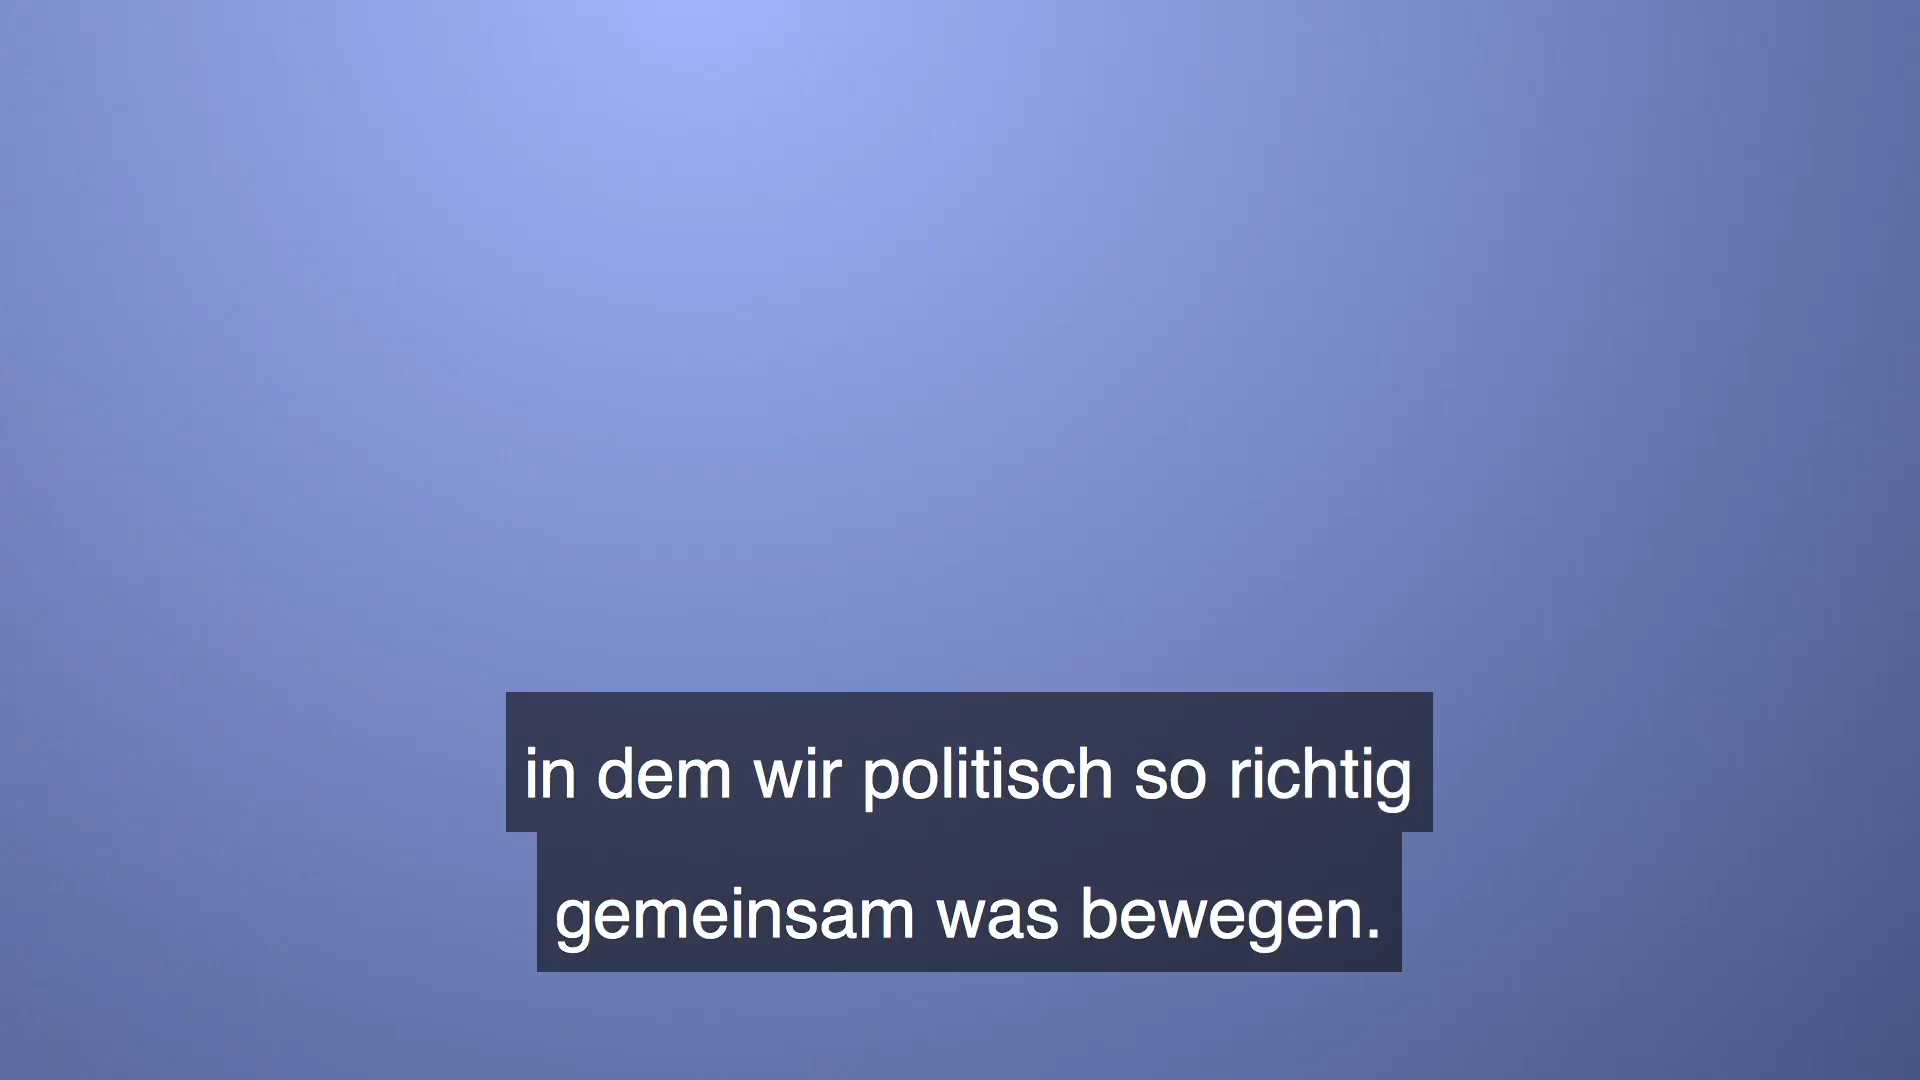 in dem wir politisch so richtig
gemeinsam was bewegen.